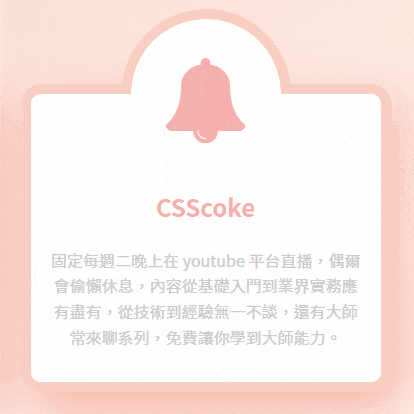 CSScoke
固定每週二晚上在 youtube 平台直播，偶爾
會偷懶休息，內容從基礎入門到業界實務應
有盡有，從技術到經驗無一不談，還有大師
常來聊系列，免費讓你學到大師能力。